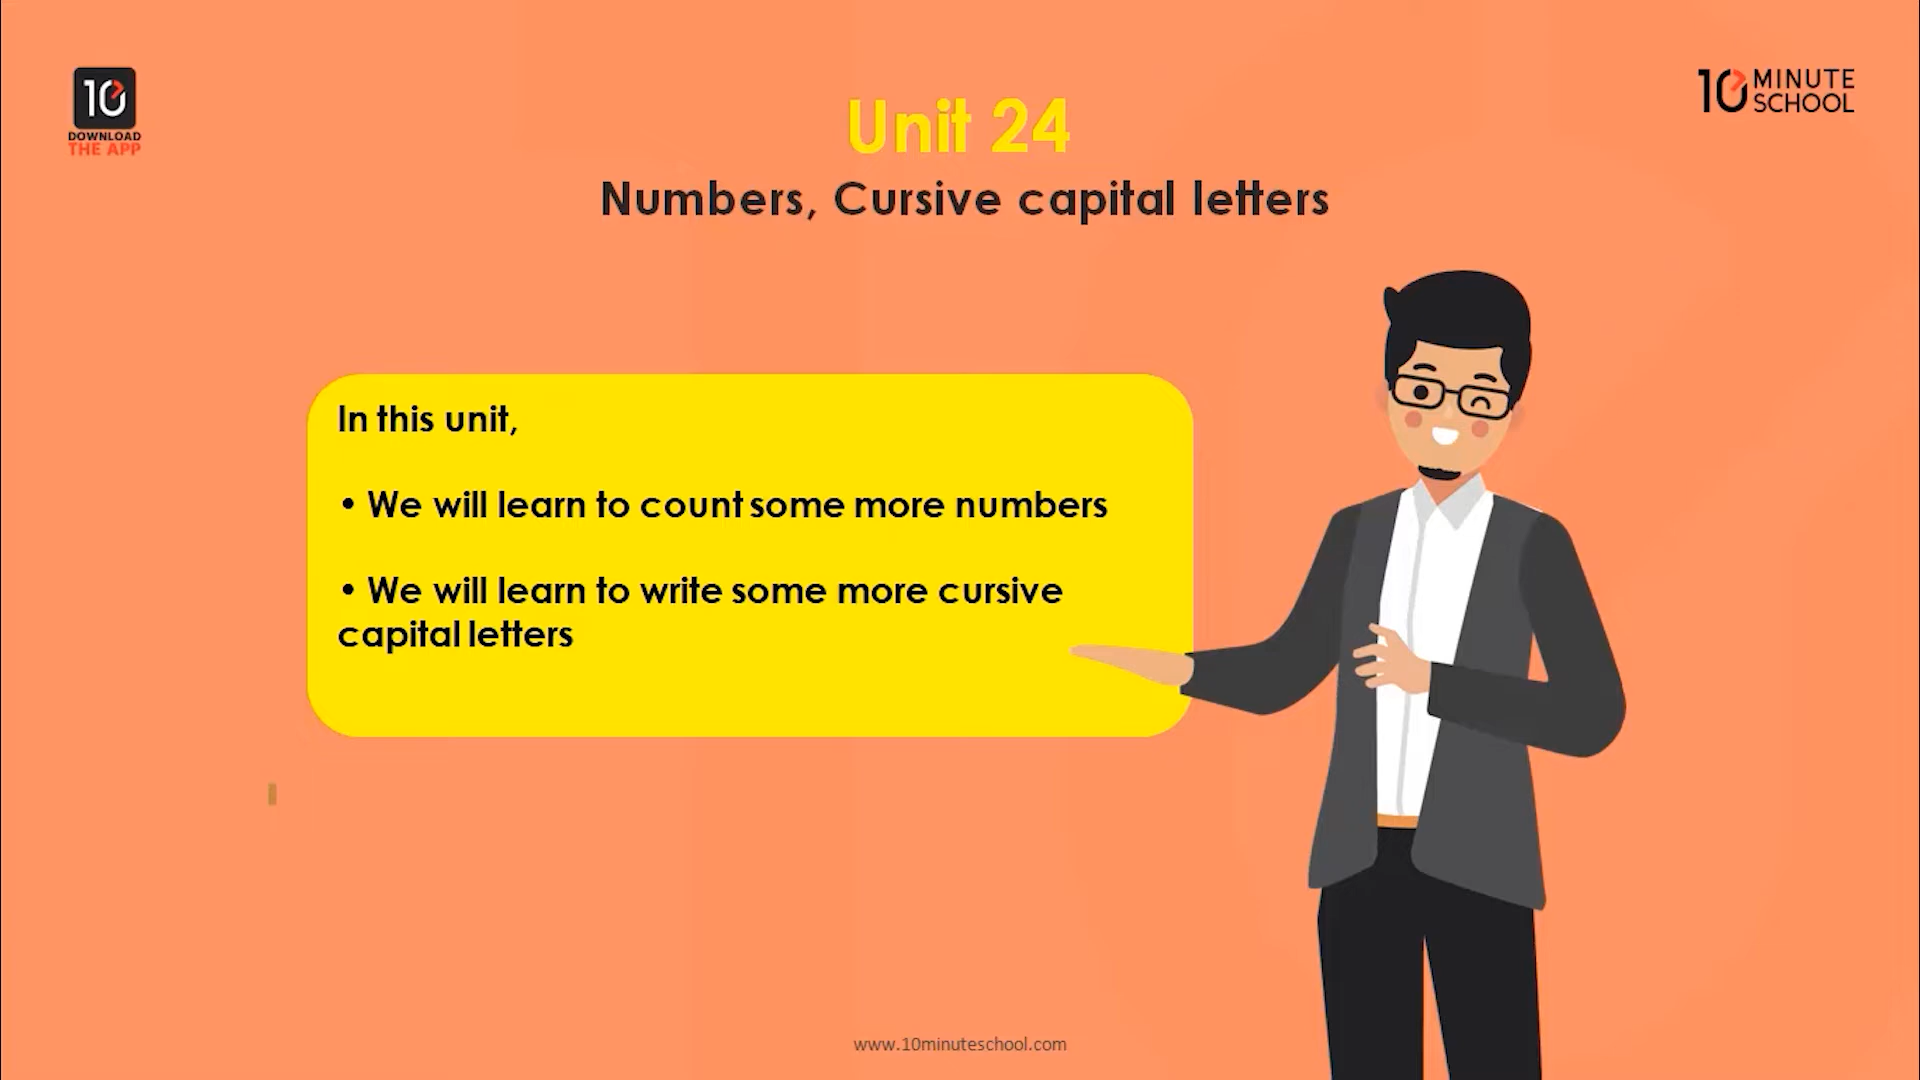 10
DOWNLOAD
THE APP
10 MINUTE
SCHOOL
Unit 24
Numbers, Cursive capital letters
In this unit,
• We will learn to count some more numbers
• We will learn to write some more cursive
capital letters
www.10minuteschool.com